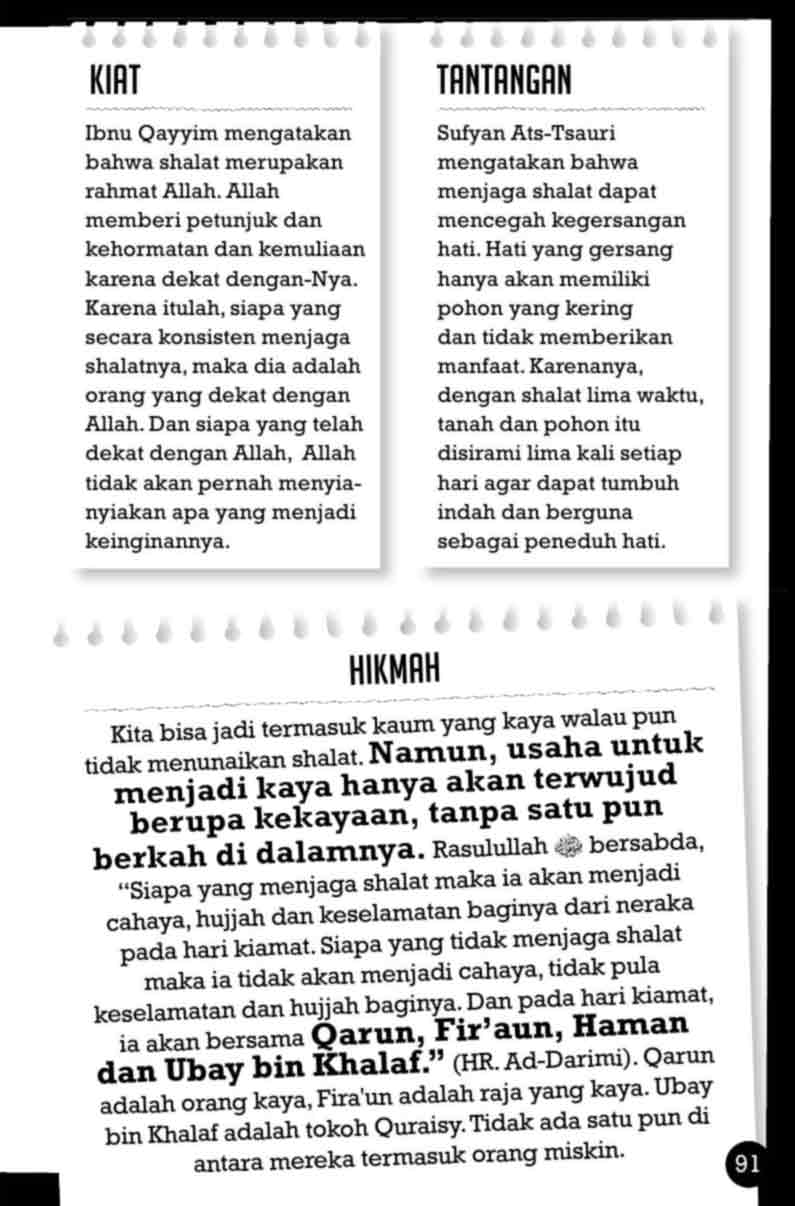 KIAT
Ibnu Qayyim mengatakan
bahwa shalat merupakan
rahmat Allah. Allah
memberi petunjuk dan
kehormatan dan kemuliaan
karena dekat dengan-Nya.
Karena itulah, siapa yang
secara konsisten menjaga
shalatnya, maka dia adalah
orang yang dekat dengan
Allah. Dan siapa yang telah
dekat dengan Allah, Allah
tidak akan pernah menyia-
nyiakan apa yang menjadi
keinginannya.
TANTANGAN
Sufyan Ats-Tsauri
mengatakan bahwa
menjaga shalat dapat
mencegah kegersangan
hati. Hati yang gersang
hanya akan memiliki
pohon yang kering
dan tidak memberikan
manfaat. Karenanya,
dengan shalat lima waktu,
tanah dan pohon itu
disirami lima kali setiap
hari agar dapat tumbuh
indah dan berguna
sebagai peneduh hati.
HIKMAH
Kita bisa jadi termasuk kaum yang kaya walau pun
tidak menunaikan shalat. Namun, usaha untuk
menjadi kaya hanya akan terwujud
berupa kekayaan, tanpa satu pun
berkah di dalamnya. Rasulullah ﷺ bersabda,
“Siapa yang menjaga shalat maka ia akan menjadi
cahaya, hujjah dan keselamatan baginya dari neraka
pada hari kiamat. Siapa yang tidak menjaga shalat
maka ia tidak akan menjadi cahaya, tidak pula
keselamatan dan hujjah baginya. Dan pada hari kiamat,
ia akan bersama Qarun, Fir’aun, Haman
dan Ubay bin Khalaf.” (HR. Ad-Darimi). Qarun
adalah orang kaya, Fira'un adalah raja yang kaya. Ubay
bin Khalaf adalah tokoh Quraisy. Tidak ada satu pun di
antara mereka termasuk orang miskin.
91